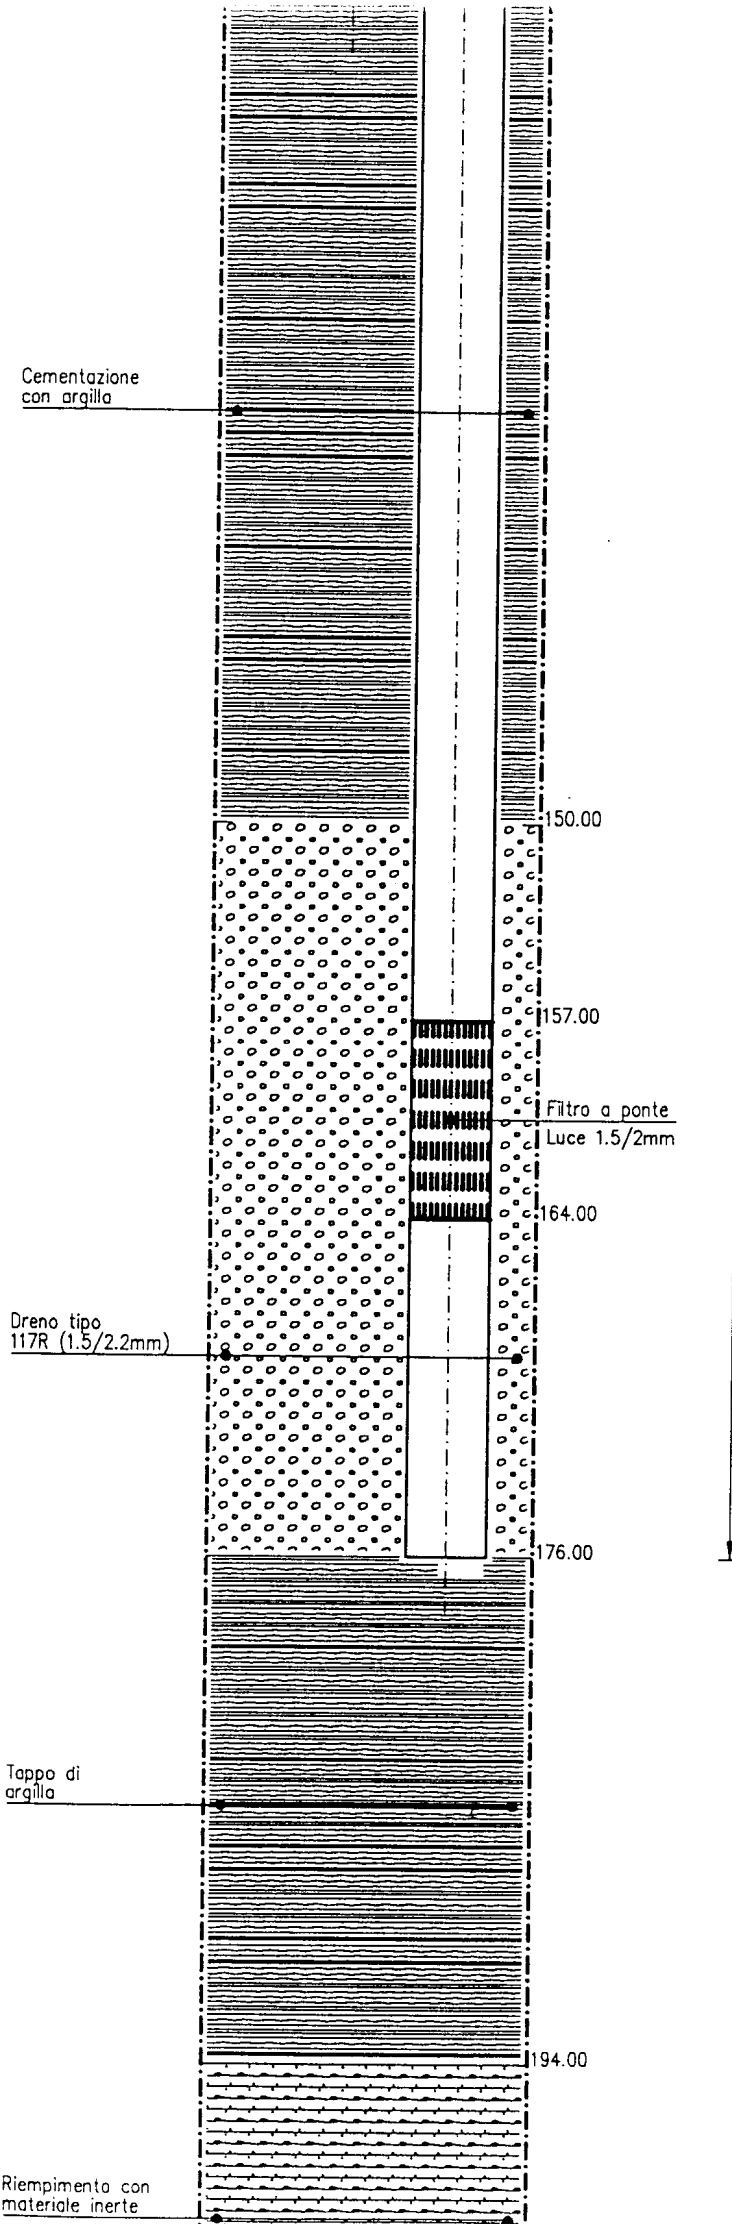 Cementazione
con argilla
150.00
157.00
Filtro a ponte
Luce 1.5/2mm
164.00
Dreno tipo
117R (1.5/2.2mm)
176.00
Tappo di
argilla
194.00
Riempimento con
materiale inerte